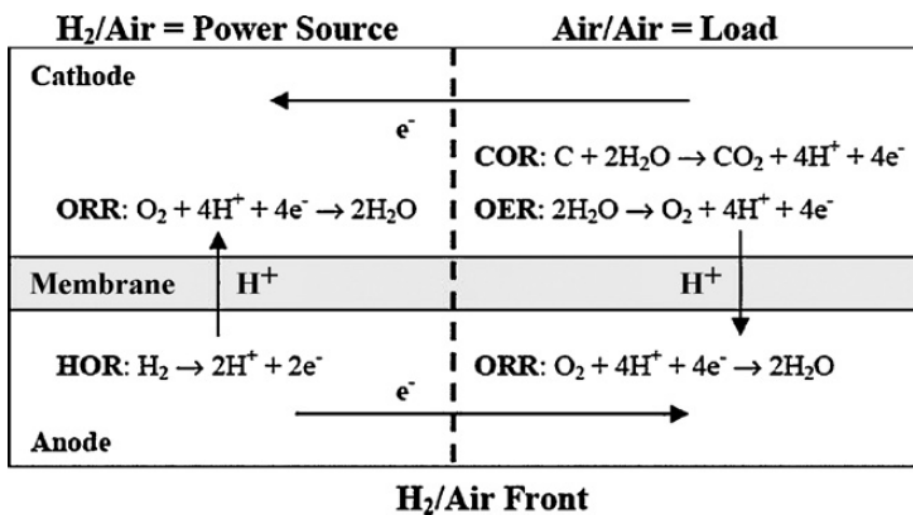 H₂/Air = Power Source Air/Air = Load
Cathode
e⁻
COR: C + 2H₂O → CO₂ + 4H⁺ + 4e⁻
ORR: O₂ + 4H⁺ + 4e⁻ → 2H₂O OER: 2H₂O → O₂ + 4H⁺ + 4e⁻
Membrane H⁺ H⁺
HOR: H₂ → 2H⁺ + 2e⁻ ORR: O₂ + 4H⁺ + 4e⁻ → 2H₂O
e⁻
Anode
H₂/Air Front